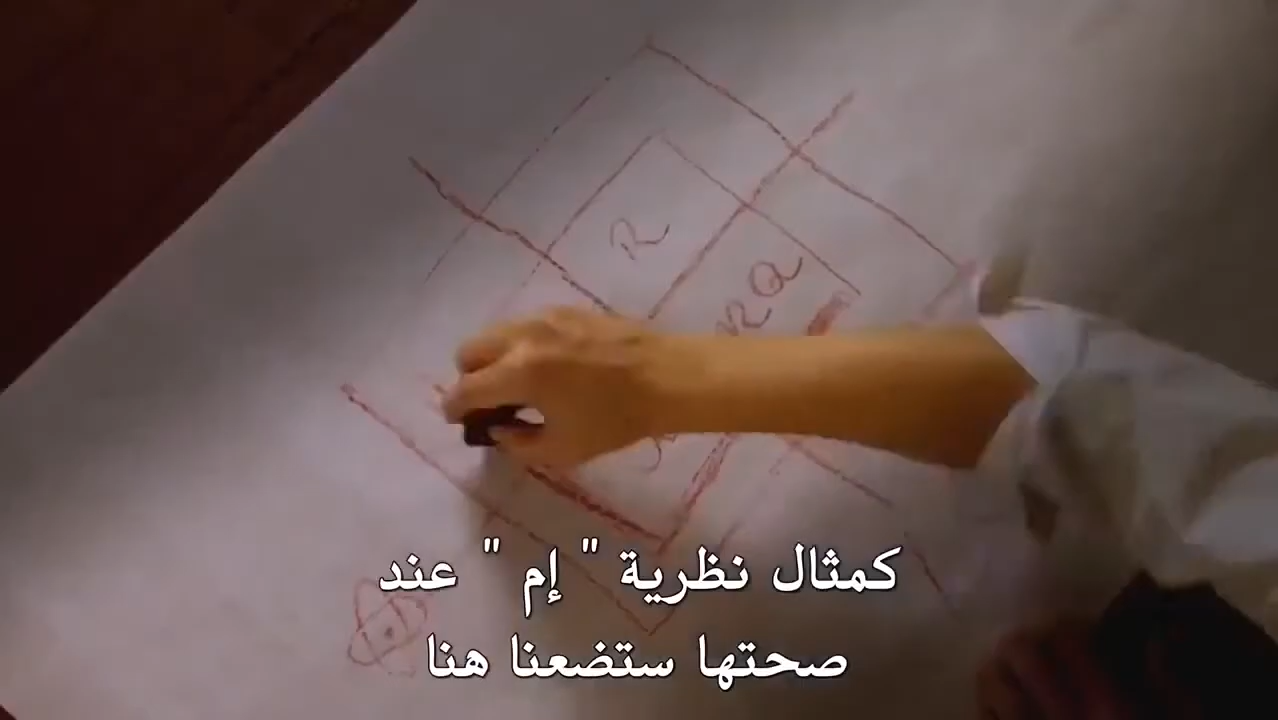 R
Q
كمثال نظرية " إم " عند
صحتها ستضعنا هنا